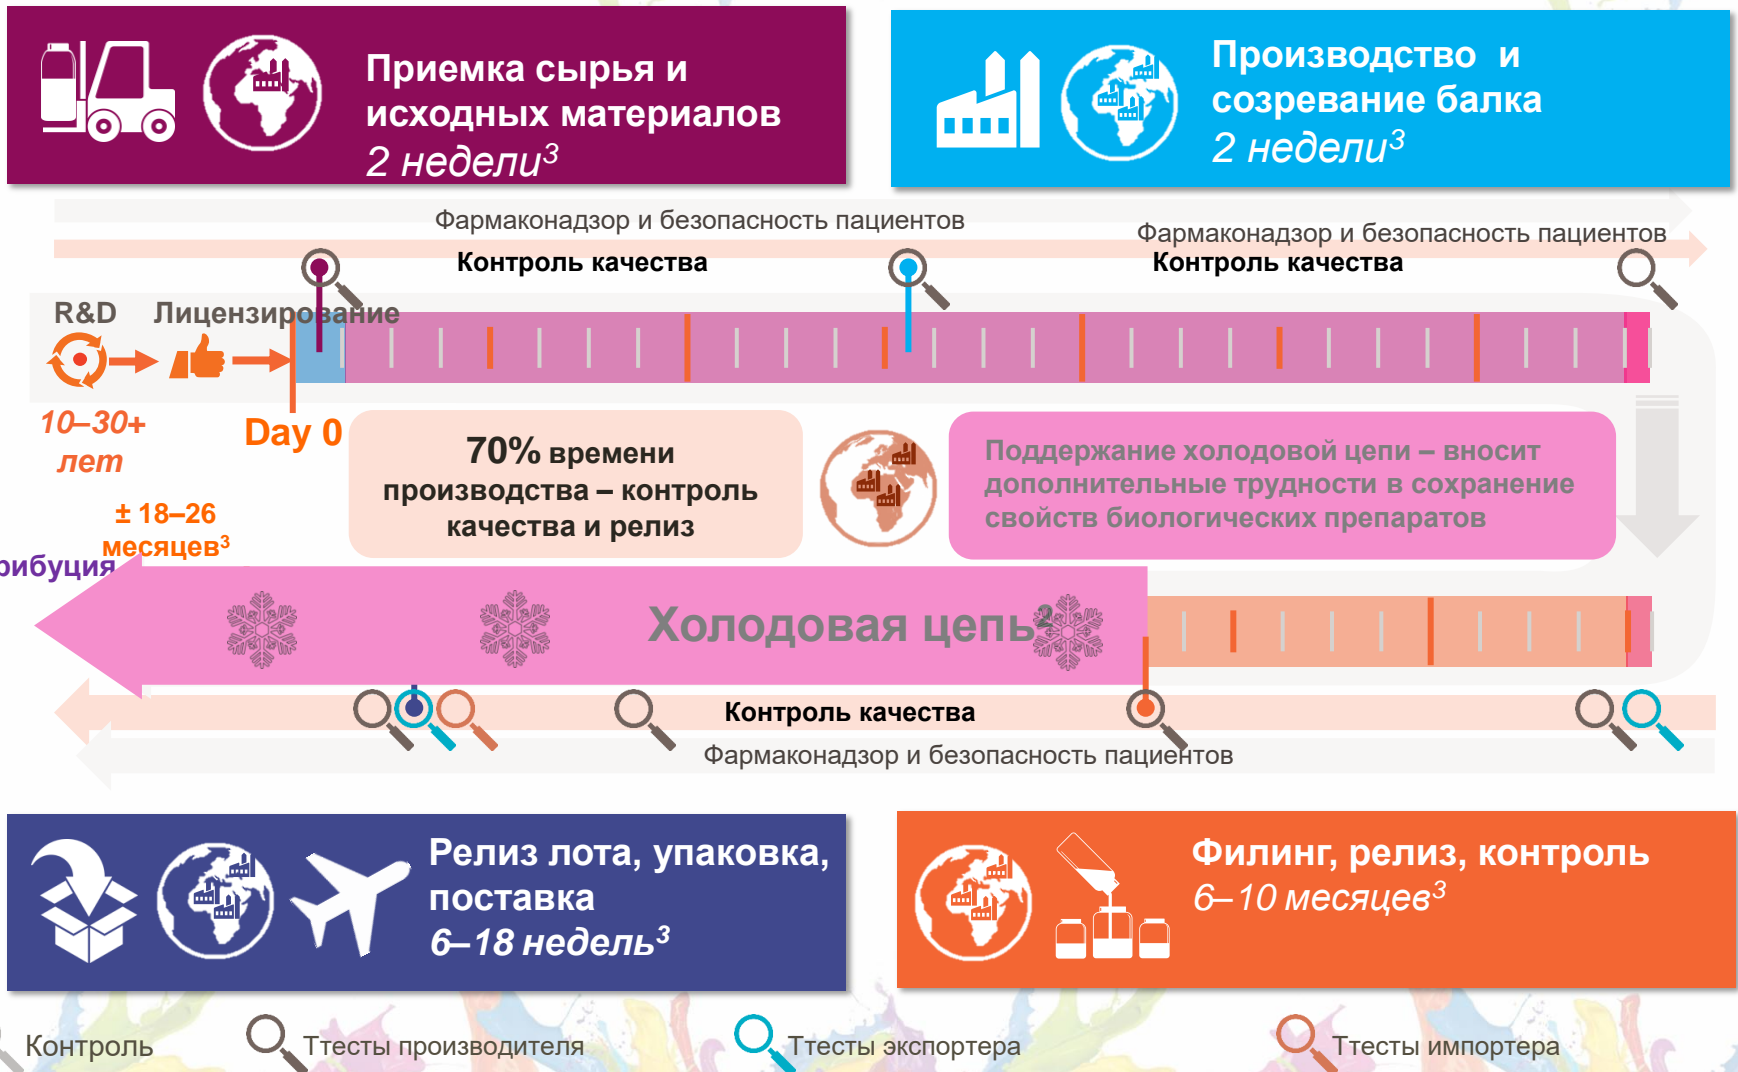 Приемка сырья и
исходных материалов
2 недели³
Производство и
созревание балка
2 недели³
Фармаконадзор и безопасность пациентов
Фармаконадзор и безопасность пациентов
Контроль качества
Контроль качества
R&D
Лицензирование
10–30+
лет
Day 0
70% времени
производства – контроль
качества и релиз
Поддержание холодовой цепи – вносит
дополнительные трудности в сохранение
свойств биологических препаратов
± 18–26
месяцев³
рибуция
Холодовая цепь²
Контроль качества
Фармаконадзор и безопасность пациентов
Релиз лота, упаковка,
поставка
6–18 недель³
Филинг, релиз, контроль
6–10 месяцев³
Контроль
Ттесты производителя
Ттесты экспортера
Ттесты импортера